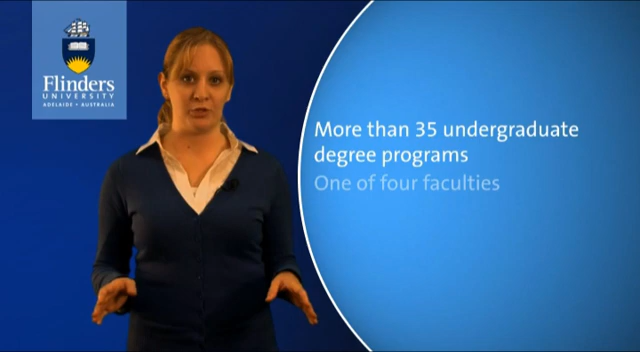 Flinders
UNIVERSITY
ADELAIDE • AUSTRALIA
More than 35 undergraduate
degree programs
One of four faculties